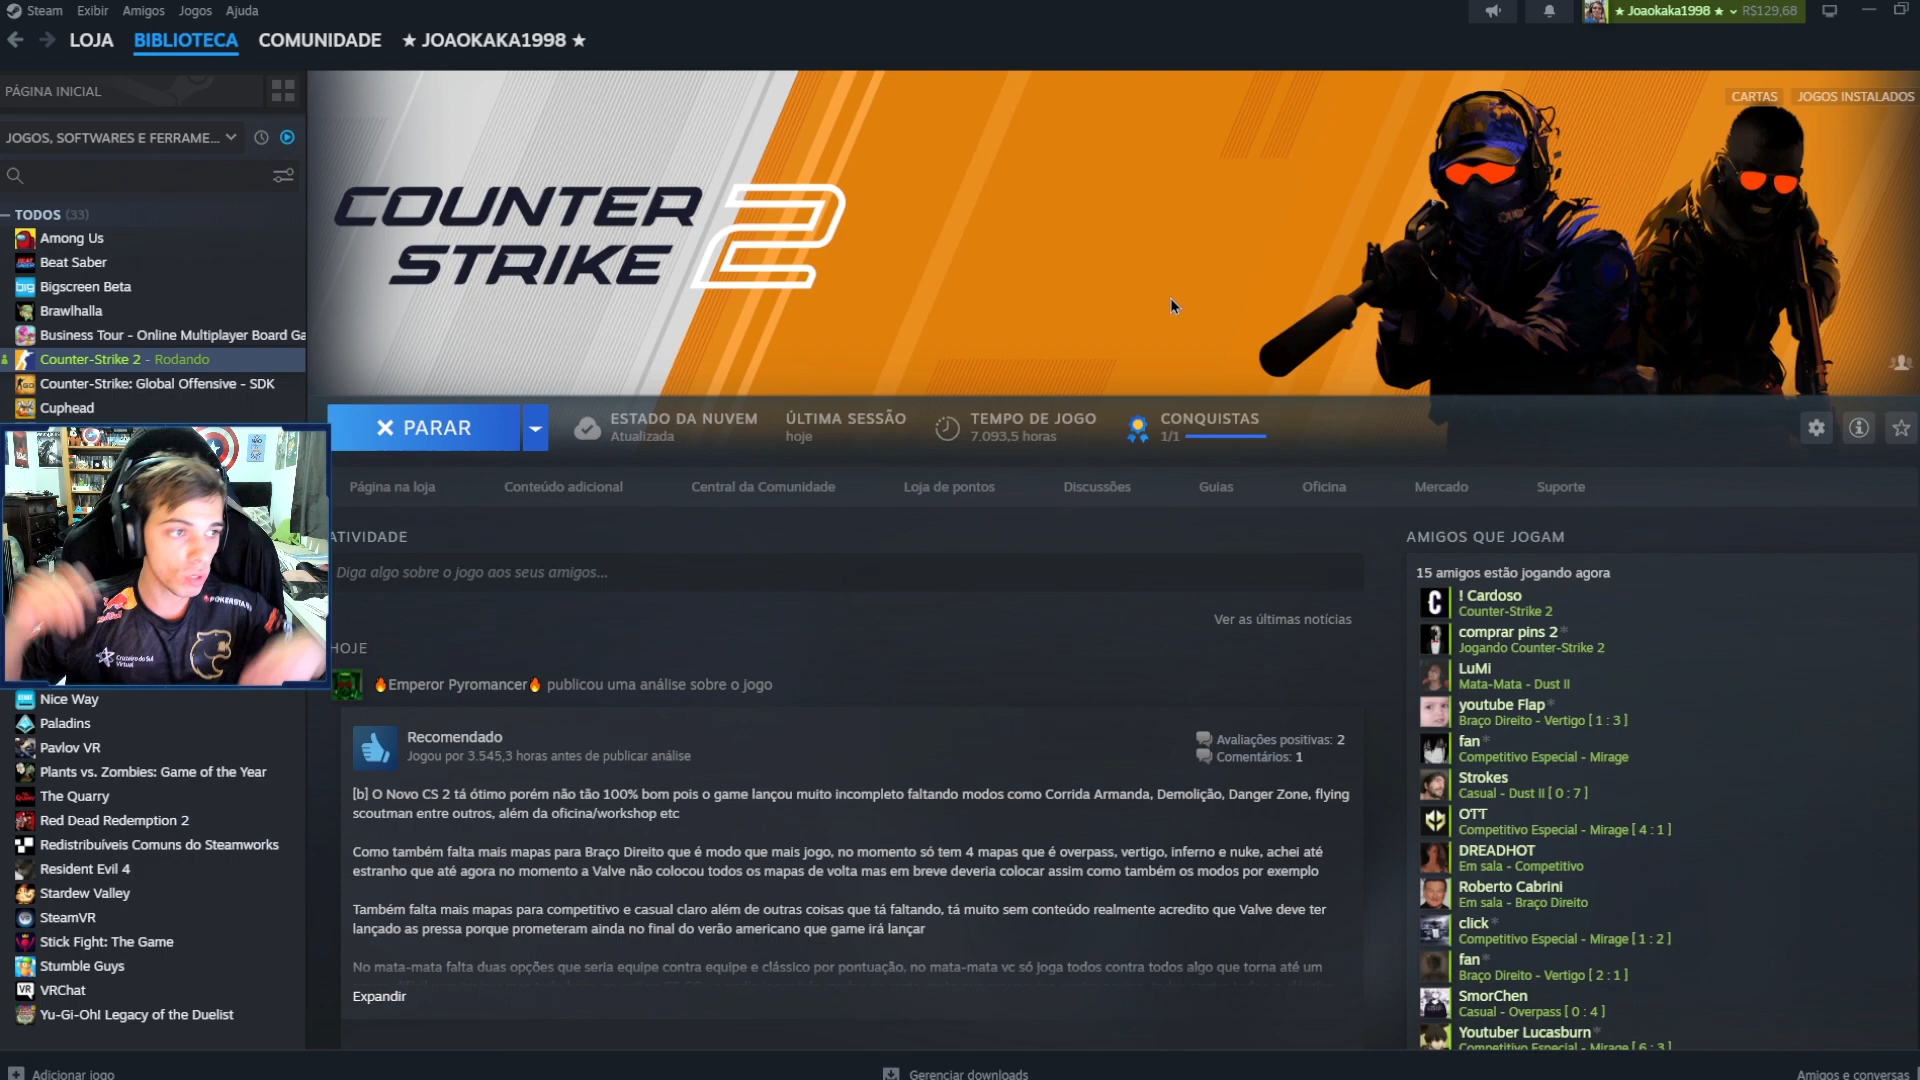 Steam Exibir Amigos Jogos Ajuda
★ Joaokaka1998 ★ R$129,68
LOJA BIBLIOTECA COMUNIDADE ★ JOAOKAKA1998 ★
PÁGINA INICIAL
JOGOS, SOFTWARES E FERRAME...
TODOS (33)
Among Us
Beat Saber
Bigscreen Beta
Brawlhalla
Business Tour - Online Multiplayer Board Ga
Counter-Strike 2 - Rodando
Counter-Strike: Global Offensive - SDK
Cuphead
Nice Way
Paladins
Pavlov VR
Plants vs. Zombies: Game of the Year
The Quarry
Red Dead Redemption 2
Redistribuíveis Comuns do Steamworks
Resident Evil 4
Stardew Valley
SteamVR
Stick Fight: The Game
Stumble Guys
VRChat
Yu-Gi-Oh! Legacy of the Duelist
Adicionar jogo
CARTAS JOGOS INSTALADOS
COUNTER
STRIKE 2
PARAR
ESTADO DA NUVEM
Atualizada
ÚLTIMA SESSÃO
hoje
TEMPO DE JOGO
7.093,5 horas
CONQUISTAS
1/1
Página na loja Conteúdo adicional Central da Comunidade Loja de pontos Discussões Guias Oficina Mercado Suporte
ATIVIDADE
Diga algo sobre o jogo aos seus amigos...
Ver as últimas notícias
HOJE
🔥Emperor Pyromancer🔥 publicou uma análise sobre o jogo
Recomendado
Jogou por 3.545,3 horas antes de publicar análise
Avaliações positivas: 2
Comentários: 1
[b] O Novo CS 2 tá ótimo porém não tão 100% bom pois o game lançou muito incompleto faltando modos como Corrida Armanda, Demolição, Danger Zone, flying
scoutman entre outros, além da oficina/workshop etc
Como também falta mais mapas para Braço Direito que é modo que mais jogo, no momento só tem 4 mapas que é overpass, vertigo, inferno e nuke, achei até
estranho que até agora no momento a Valve não colocou todos os mapas de volta mas em breve deveria colocar assim como também os modos por exemplo
Também falta mais mapas para competitivo e casual claro além de outras coisas que tá faltando, tá muito sem conteúdo realmente acredito que Valve deve ter
lançado as pressa porque prometeram ainda no final do verão americano que game irá lançar
No mata-mata falta duas opções que seria equipe contra equipe e clássico por pontuação, no mata-mata vc só joga todos contra todos algo que torna até um
Expandir
AMIGOS QUE JOGAM
15 amigos estão jogando agora
! Cardoso
Counter-Strike 2
comprar pins 2*
Jogando Counter-Strike 2
LuMi
Mata-Mata - Dust II
youtube Flap*
Braço Direito - Vertigo [ 1 : 3 ]
fan*
Competitivo Especial - Mirage
Strokes
Casual - Dust II [ 0 : 7 ]
OTT
Competitivo Especial - Mirage [ 4 : 1 ]
DREADHOT
Em sala - Competitivo
Roberto Cabrini
Em sala - Braço Direito
click*
Competitivo Especial - Mirage [ 1 : 2 ]
fan*
Braço Direito - Vertigo [ 2 : 1 ]
SmorChen
Casual - Overpass [ 0 : 4 ]
Youtuber Lucasburn*
Competitivo Especial - Mirage [ 6 : 3 ]
Gerenciar downloads
Amigos e conversas
Red Bull
POKERSTARS
Cruzeiro do Sul
Virtual